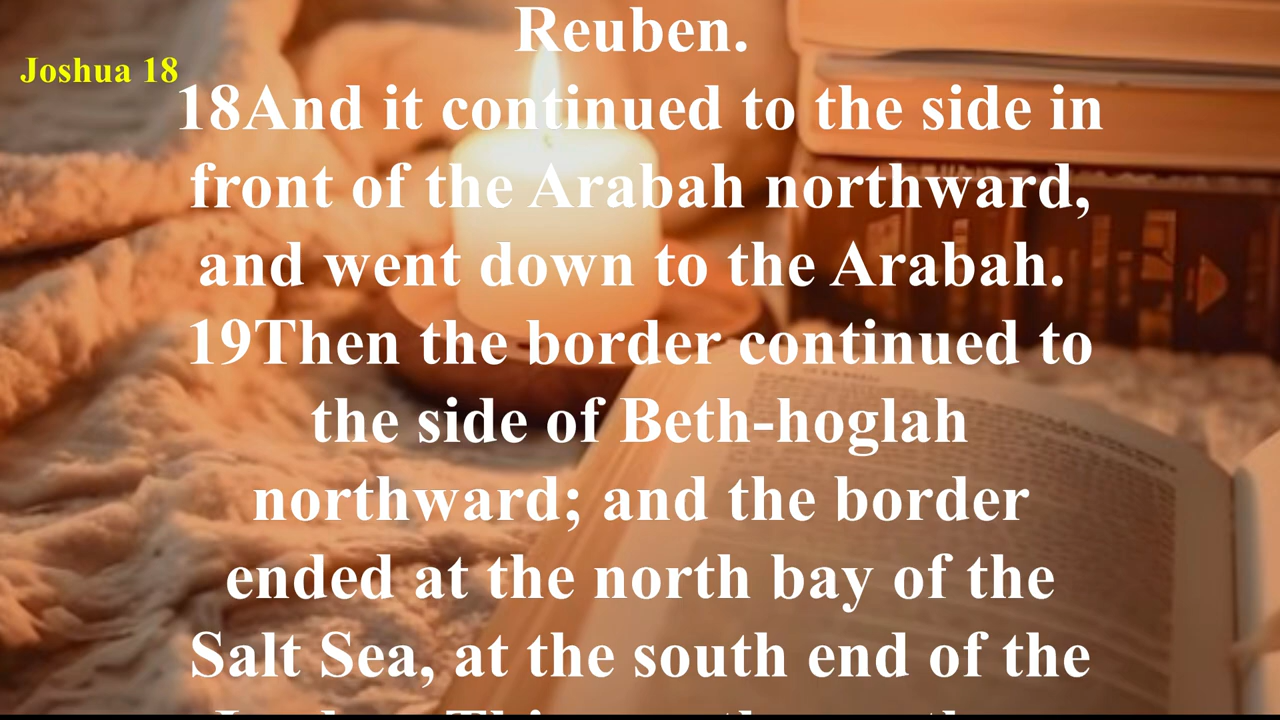 Reuben.
Joshua 18
18And it continued to the side in
front of the Arabah northward,
and went down to the Arabah.
19Then the border continued to
the side of Beth-hoglah
northward; and the border
ended at the north bay of the
Salt Sea, at the south end of the